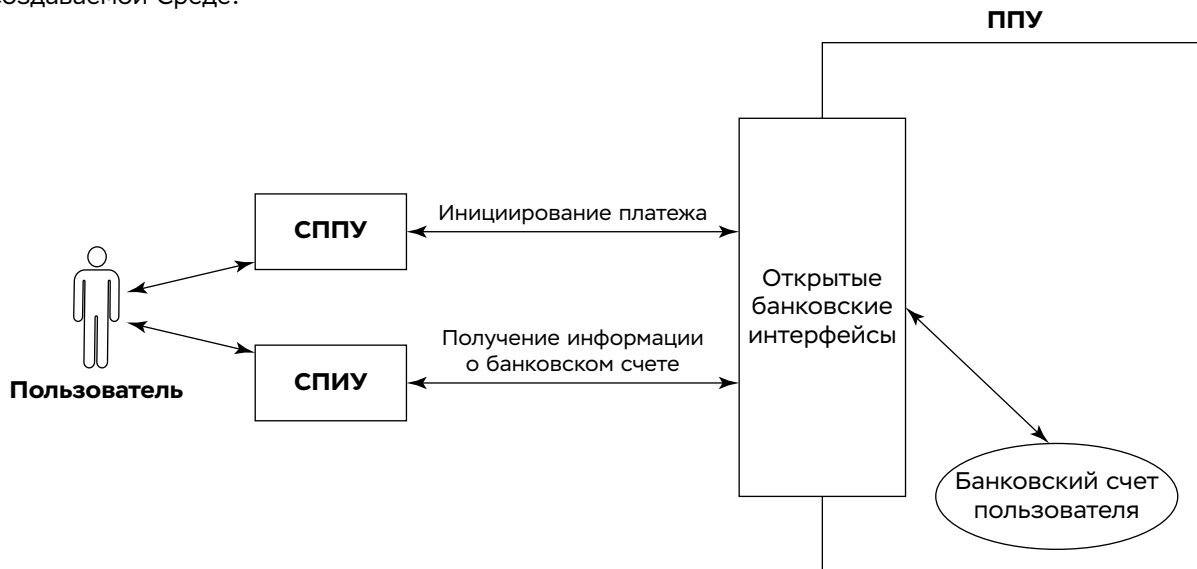 создаваемой Среде:
ППУ
СППУ
Инициирование платежа
Открытые
банковские
интерфейсы
Получение информации
о банковском счете
СПИУ
Пользователь
Банковский счет
пользователя